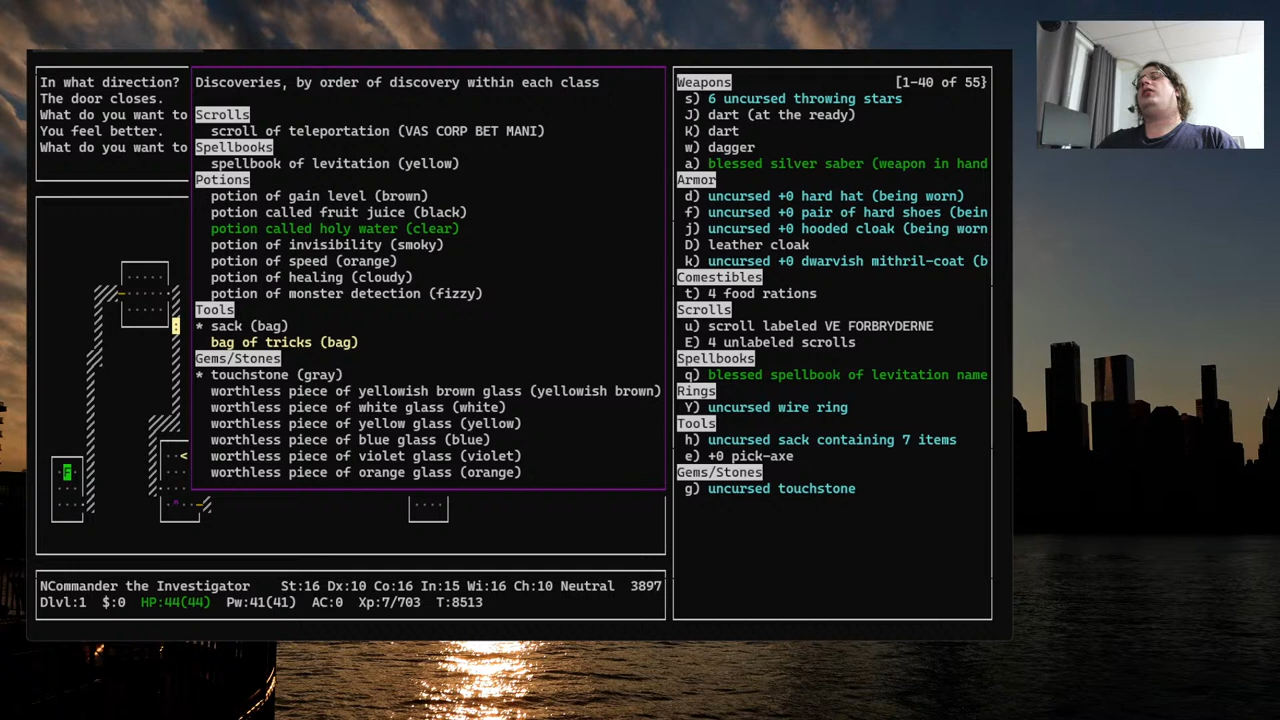 In what direction?
The door closes.
What do you want to
You feel better.
What do you want to
Discoveries, by order of discovery within each class
Scrolls
scroll of teleportation (VAS CORP BET MANI)
Spellbooks
spellbook of levitation (yellow)
Potions
potion of gain level (brown)
potion called fruit juice (black)
potion called holy water (clear)
potion of invisibility (smoky)
potion of speed (orange)
potion of healing (cloudy)
potion of monster detection (fizzy)
Tools
* sack (bag)
bag of tricks (bag)
Gems/Stones
* touchstone (gray)
worthless piece of yellowish brown glass (yellowish brown)
worthless piece of white glass (white)
worthless piece of yellow glass (yellow)
worthless piece of blue glass (blue)
worthless piece of violet glass (violet)
worthless piece of orange glass (orange)
Weapons [1-40 of 55}
s) 6 uncursed throwing stars
J) dart (at the ready)
K) dart
w) dagger
a) blessed silver saber (weapon in hand
Armor
d) uncursed +0 hard hat (being worn)
f) uncursed +0 pair of hard shoes (bein
j) uncursed +0 hooded cloak (being worn
D) leather cloak
k) uncursed +0 dwarvish mithril-coat (b
Comestibles
t) 4 food rations
Scrolls
u) scroll labeled VE FORBRYDERNE
E) 4 unlabeled scrolls
Spellbooks
q) blessed spellbook of levitation name
Rings
Y) uncursed wire ring
Tools
h) uncursed sack containing 7 items
e) +0 pick-axe
Gems/Stones
g) uncursed touchstone
<
F
^
NCommander the Investigator St:16 Dx:10 Co:16 In:15 Wi:16 Ch:10 Neutral 3897
Dlvl:1 $:0 HP:44(44) Pw:41(41) AC:0 Xp:7/703 T:8513